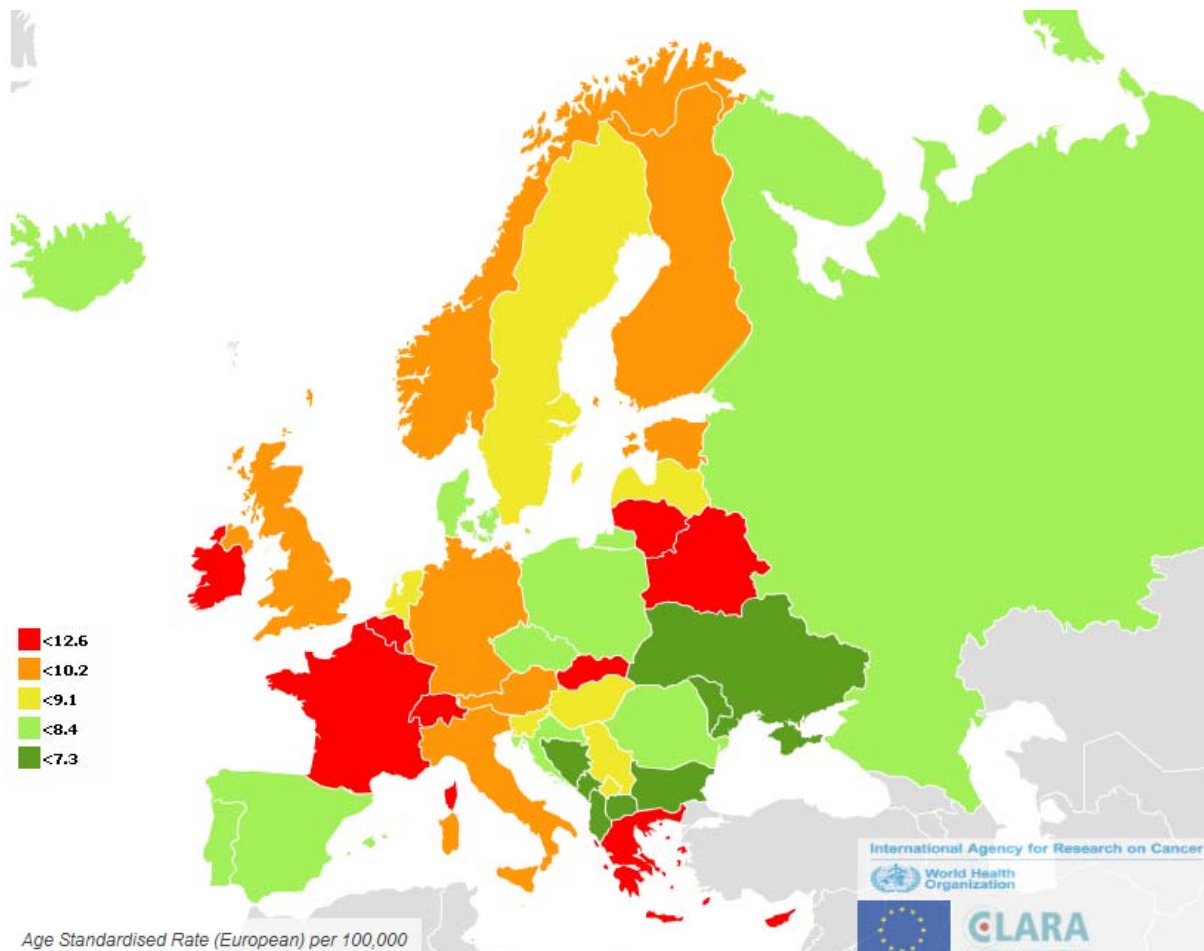 <12.6
<10.2
<9.1
<8.4
<7.3
International Agency for Research on Cancer
World Health
Organization
CLARA
Age Standardised Rate (European) per 100,000